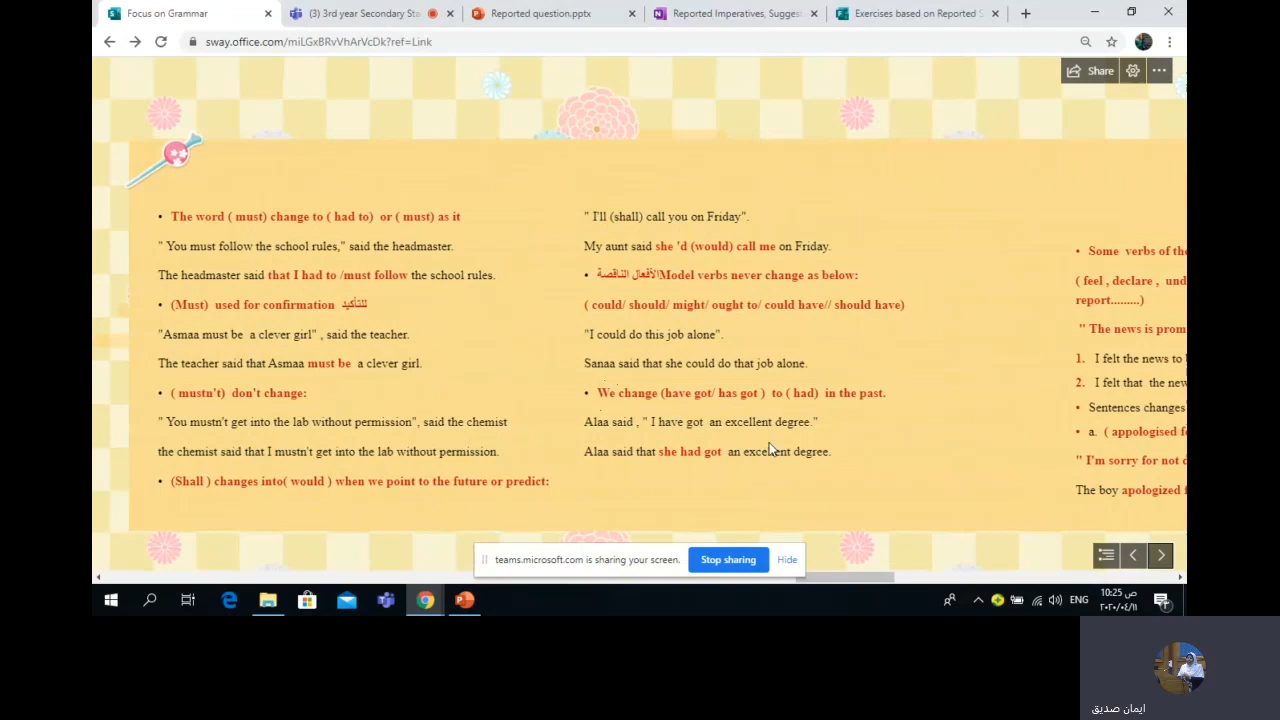 Focus on Grammar
(3) 3rd year Secondary Sta
Reported question.pptx
Reported Imperatives, Sugges
Exercises based on Reported S
sway.office.com/miLGxBRvVhArVcDk?ref=Link
Share
• The word ( must) change to ( had to) or ( must) as it
" You must follow the school rules," said the headmaster.
The headmaster said that I had to /must follow the school rules.
• (Must) used for confirmation للتأكيد
"Asmaa must be a clever girl" , said the teacher.
The teacher said that Asmaa must be a clever girl.
• ( mustn't) don't change:
" You mustn't get into the lab without permission", said the chemist
the chemist said that I mustn't get into the lab without permission.
• (Shall ) changes into( would ) when we point to the future or predict:
" I'll (shall) call you on Friday".
My aunt said she 'd (would) call me on Friday.
• الأفعال الناقصةModel verbs never change as below:
( could/ should/ might/ ought to/ could have// should have)
"I could do this job alone".
Sanaa said that she could do that job alone.
• We change (have got/ has got ) to ( had) in the past.
Alaa said , " I have got an excellent degree."
Alaa said that she had got an excellent degree.
• Some verbs of the
( feel , declare , und
report.........)
" The news is prom
1. I felt the news to b
2. I felt that the new
• Sentences changes
• a. ( appologised fo
" I'm sorry for not d
The boy apologized f
teams.microsoft.com is sharing your screen.
Stop sharing
Hide
ENG
ص 10:25
٢٠٢٠/٠٤/١١
ايمان صديق